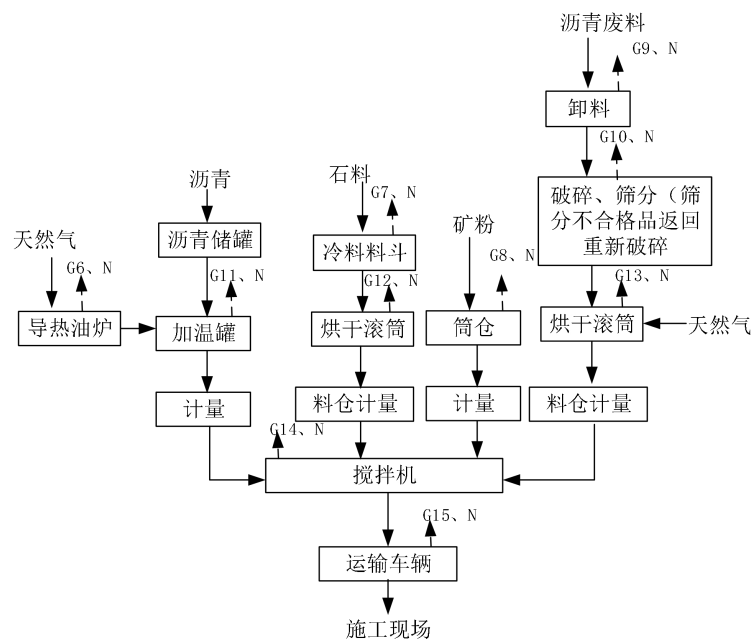 沥青废料
G9、N
卸料
G10、N
石料
沥青
G7、N
破碎、筛分（筛
分不合格品返回
重新破碎
矿粉
天然气
沥青储罐
冷料料斗
G8、N
G6、N
G11、N
G12、N
G13、N
导热油炉
加温罐
烘干滚筒
筒仓
烘干滚筒
天然气
计量
料仓计量
计量
料仓计量
G14、N
搅拌机
G15、N
运输车辆
施工现场